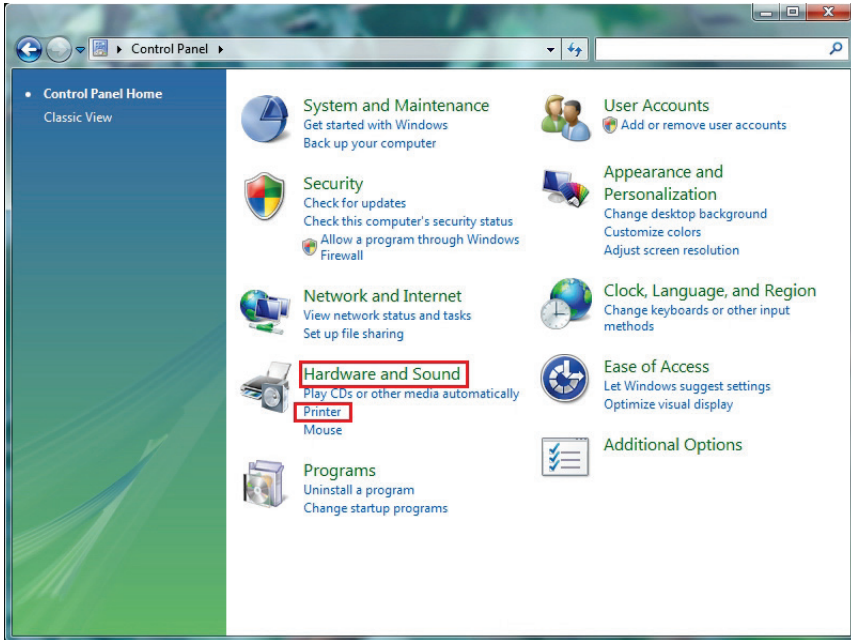 Control Panel
Control Panel Home
Classic View
System and Maintenance
Get started with Windows
Back up your computer
Security
Check for updates
Check this computer's security status
Allow a program through Windows
Firewall
Network and Internet
View network status and tasks
Set up file sharing
Hardware and Sound
Play CDs or other media automatically
Printer
Mouse
Programs
Uninstall a program
Change startup programs
User Accounts
Add or remove user accounts
Appearance and
Personalization
Change desktop background
Customize colors
Adjust screen resolution
Clock, Language, and Region
Change keyboards or other input
methods
Ease of Access
Let Windows suggest settings
Optimize visual display
Additional Options